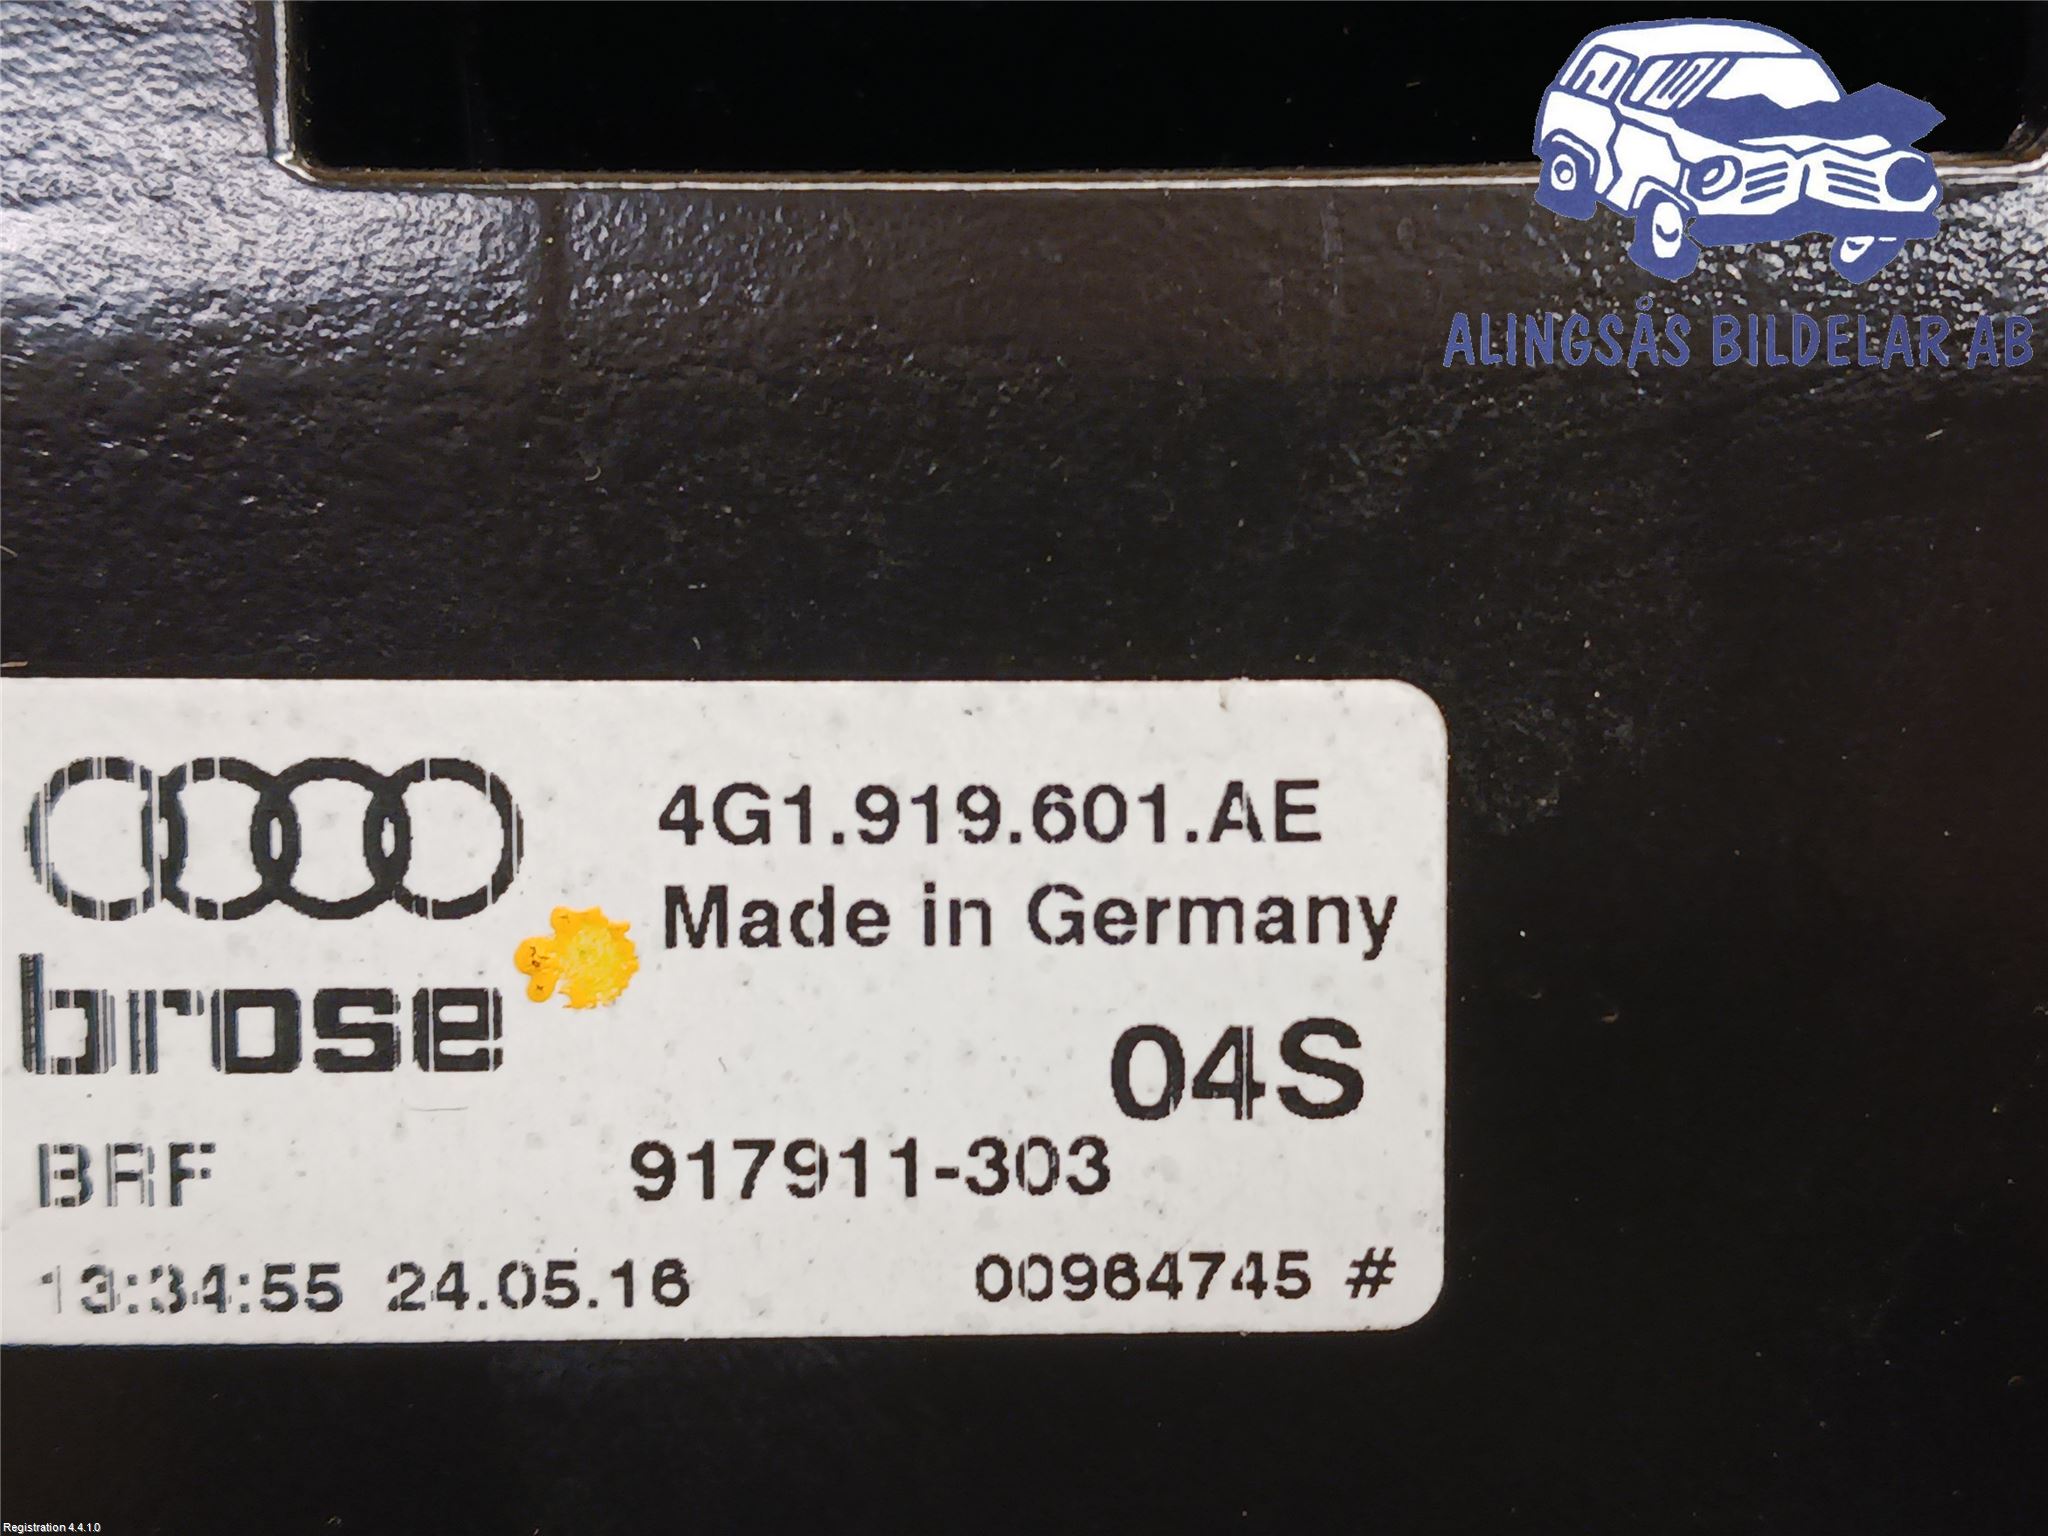 ALINGSÅS BILDELAR AB
4G1.919.601.AE
Made in Germany
brose
04S
BRF 917911-303
13:34:55 24.05.16 00964745 #
Registration 4.4.1.0